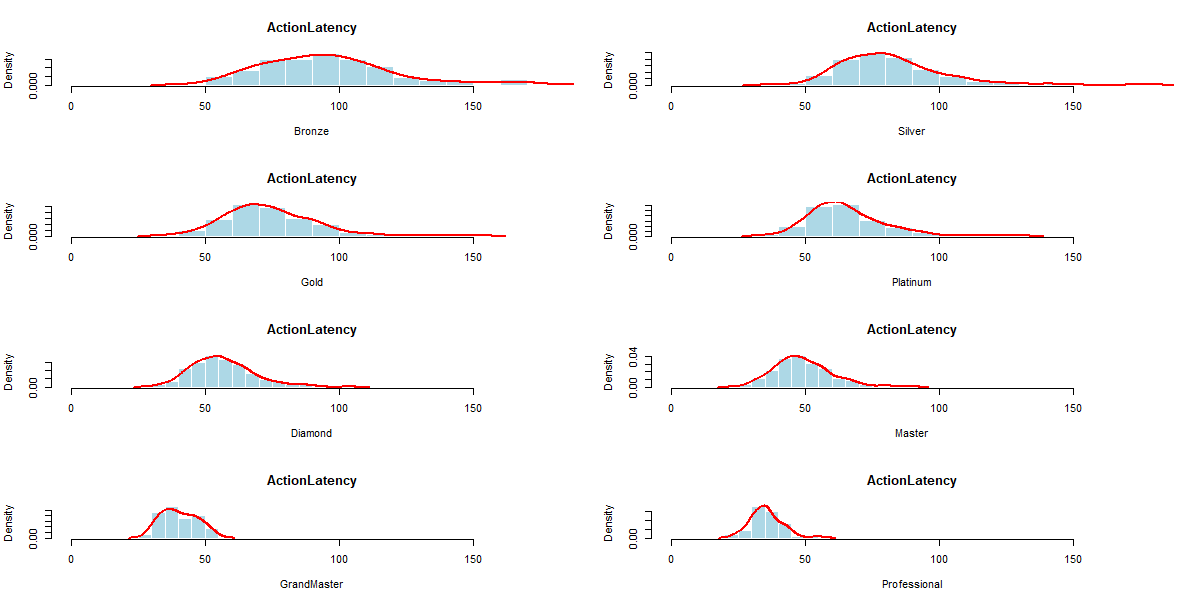 ActionLatency
Density
0.000
0 50 100 150
Bronze
ActionLatency
Density
0.000
0 50 100 150
Silver
ActionLatency
Density
0.000
0 50 100 150
Gold
ActionLatency
Density
0.000
0 50 100 150
Platinum
ActionLatency
Density
0.00
0 50 100 150
Diamond
ActionLatency
Density
0.00 0.04
0 50 100 150
Master
ActionLatency
Density
0.00
0 50 100 150
GrandMaster
ActionLatency
Density
0.00
0 50 100 150
Professional